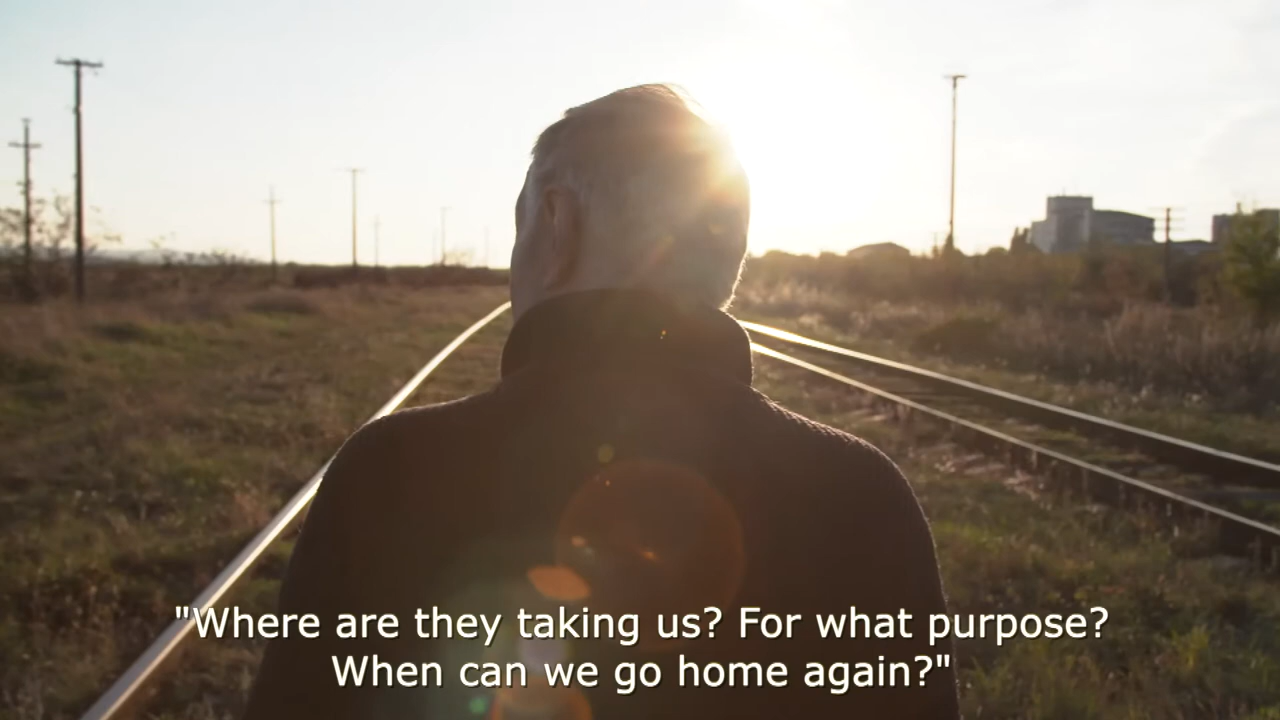 "Where are they taking us? For what purpose?
When can we go home again?"